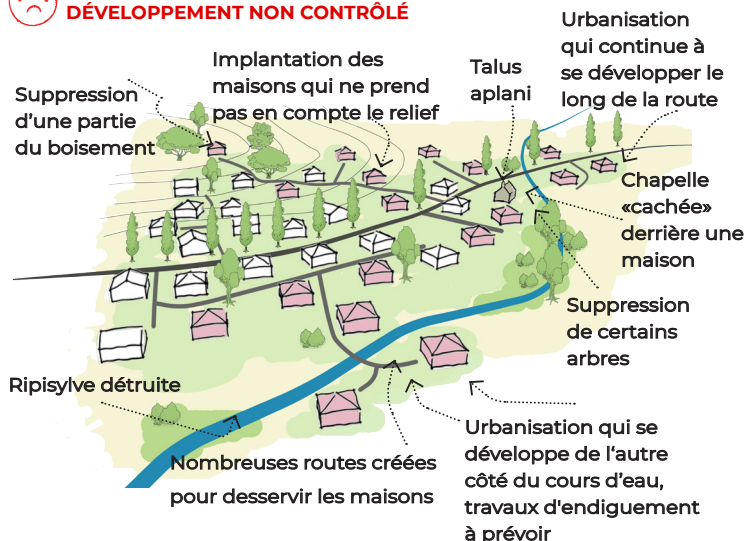 DÉVELOPPEMENT NON CONTRÔLÉ
Suppression
d’une partie
du boisement
Implantation des
maisons qui ne prend
pas en compte le relief
Talus
aplani
Urbanisation
qui continue à
se développer le
long de la route
Chapelle
«cachée»
derrière une
maison
Suppression
de certains
arbres
Ripisylve détruite
Nombreuses routes créées
pour desservir les maisons
Urbanisation qui se
développe de l‘autre
côté du cours d’eau,
travaux d'endiguement
à prévoir